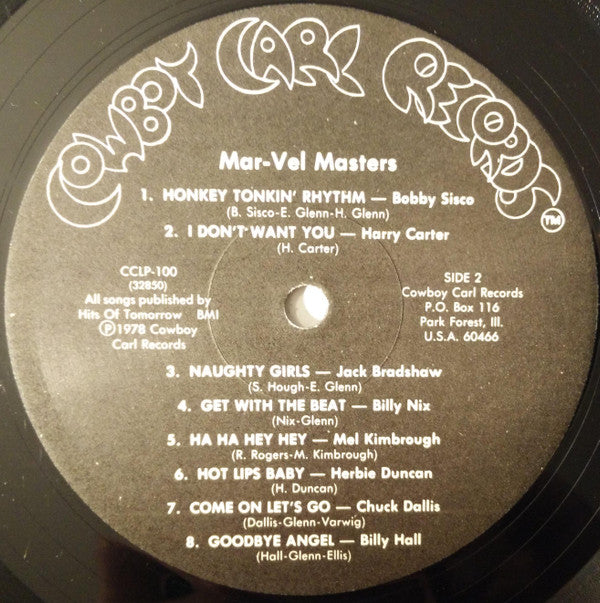 COWBOY CARL RECORDS TM
Mar-Vel Masters
1. HONKEY TONKIN' RHYTHM — Bobby Sisco
(B. Sisco-E. Glenn-H. Glenn)
2. I DON'T WANT YOU — Harry Carter
(H. Carter)
CCLP-100
(32850)
All songs published by
Hits Of Tomorrow BMI
Ⓟ1978 Cowboy
Carl Records
SIDE 2
Cowboy Carl Records
P.O. Box 116
Park Forest, Ill.
U.S.A. 60466
3. NAUGHTY GIRLS — Jack Bradshaw
(S. Hough-E. Glenn)
4. GET WITH THE BEAT — Billy Nix
(Nix-Glenn)
5. HA HA HEY HEY — Mel Kimbrough
(R. Rogers-M. Kimbrough)
6. HOT LIPS BABY — Herbie Duncan
(H. Duncan)
7. COME ON LET'S GO — Chuck Dallis
(Dallis-Glenn-Varwig)
8. GOODBYE ANGEL — Billy Hall
(Hall-Glenn-Ellis)